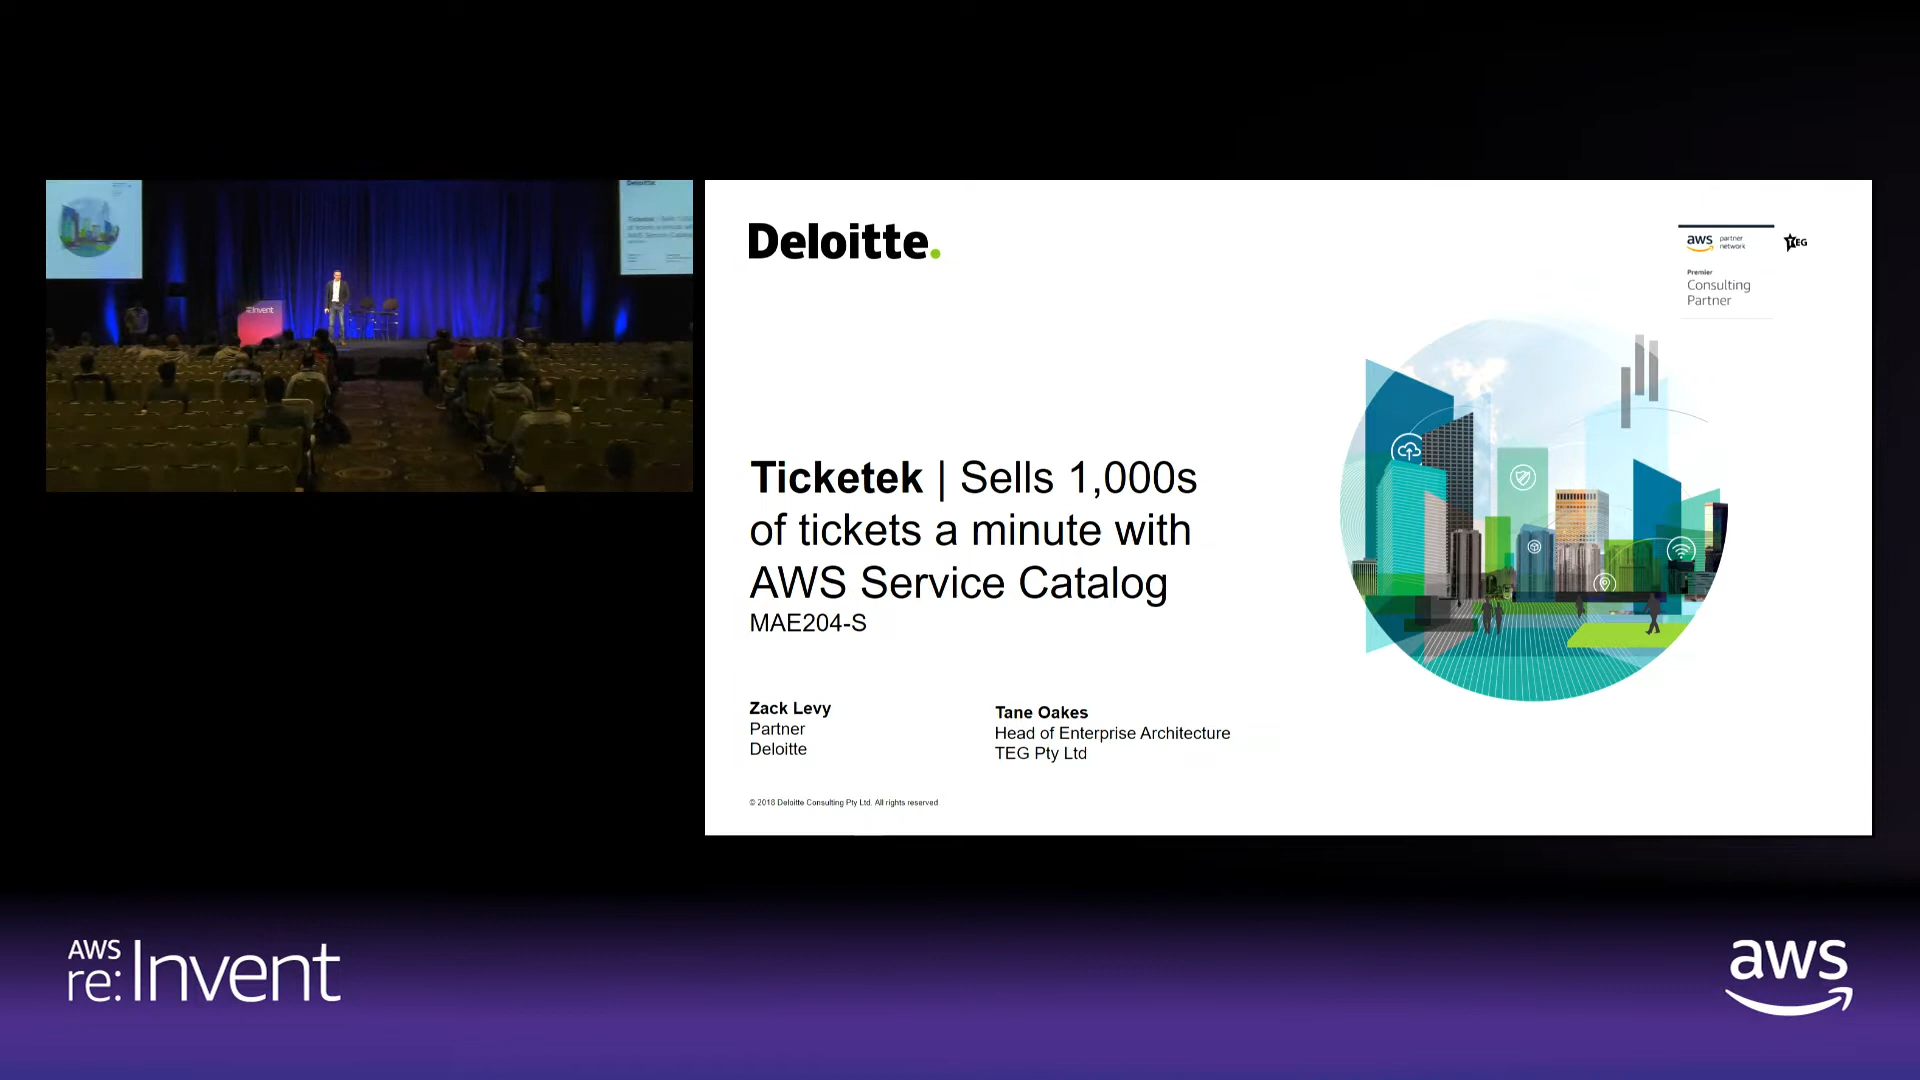 Deloitte.
aws partner network
TEG
Premier
Consulting
Partner
Ticketek | Sells 1,000s
of tickets a minute with
AWS Service Catalog
MAE204-S
Zack Levy
Partner
Deloitte
Tane Oakes
Head of Enterprise Architecture
TEG Pty Ltd
© 2018 Deloitte Consulting Pty Ltd. All rights reserved
re:Invent
AWS
re:Invent
aws